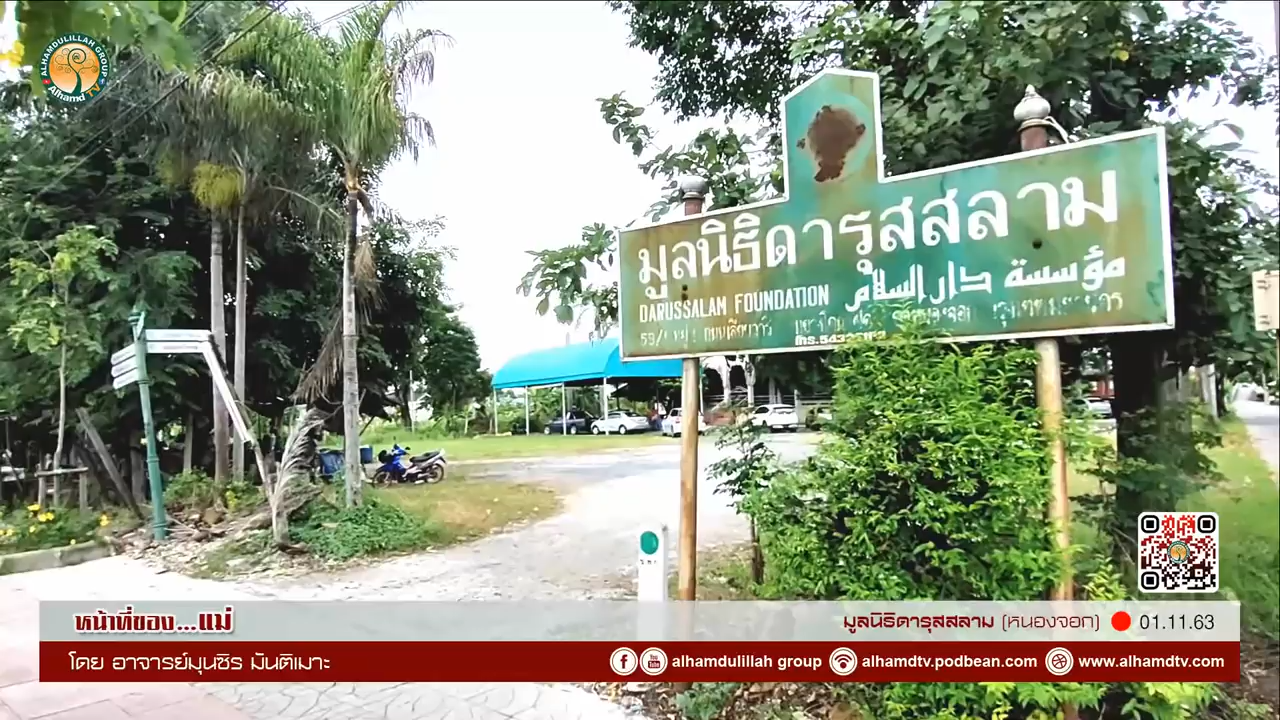 ALHAMDULILLAH GROUP
Alhamd TV
มูลนิธิดารุสสลาม
DARUSSALAM FOUNDATION
مؤسسة دار السلام
หน้าที่ของ...แม่
มูลนิธิดารุสสลาม (หนองจอก)
01.11.63
โดย อาจารย์มุนซิร มันติเมาะ
alhamdulillah group
alhamdtv.podbean.com
www.alhamdtv.com